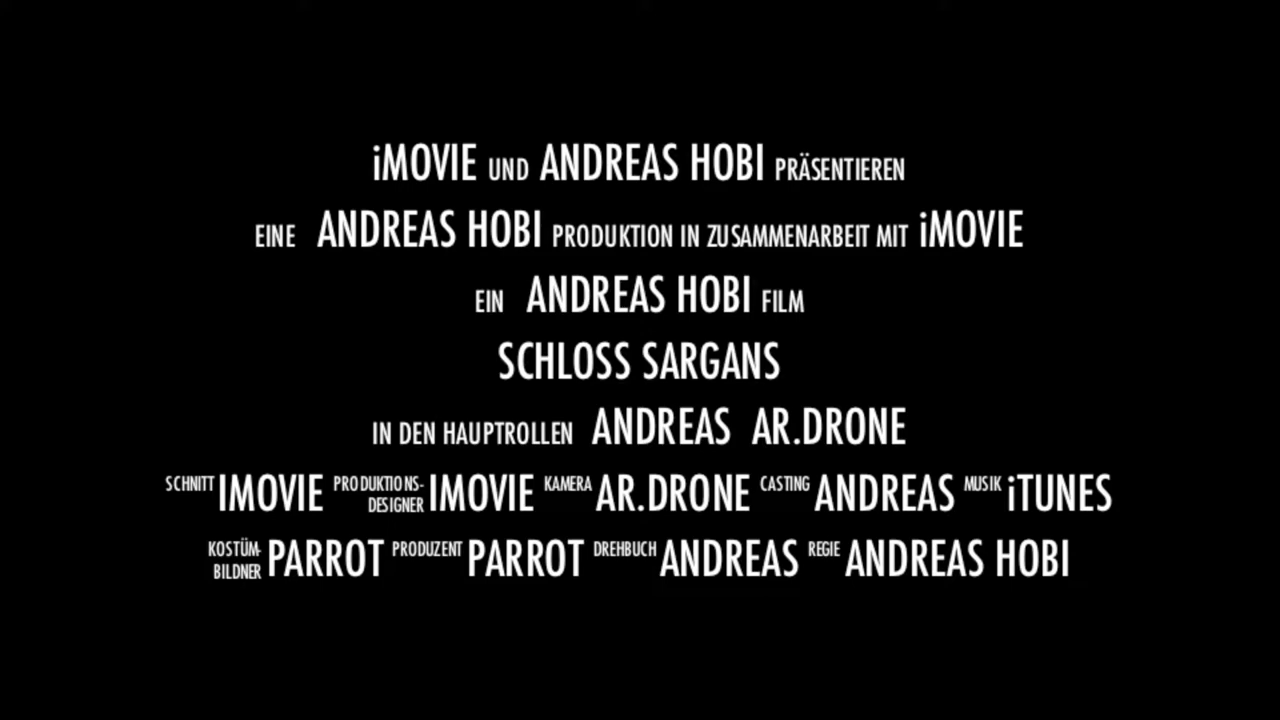 iMOVIE UND ANDREAS HOBI PRÄSENTIEREN
EINE ANDREAS HOBI PRODUKTION IN ZUSAMMENARBEIT MIT iMOVIE
EIN ANDREAS HOBI FILM
SCHLOSS SARGANS
IN DEN HAUPTROLLEN ANDREAS AR.DRONE
SCHNITT IMOVIE PRODUKTIONS-DESIGNER IMOVIE KAMERA AR.DRONE CASTING ANDREAS MUSIK iTUNES
KOSTÜM-BILDNER PARROT PRODUZENT PARROT DREHBUCH ANDREAS REGIE ANDREAS HOBI